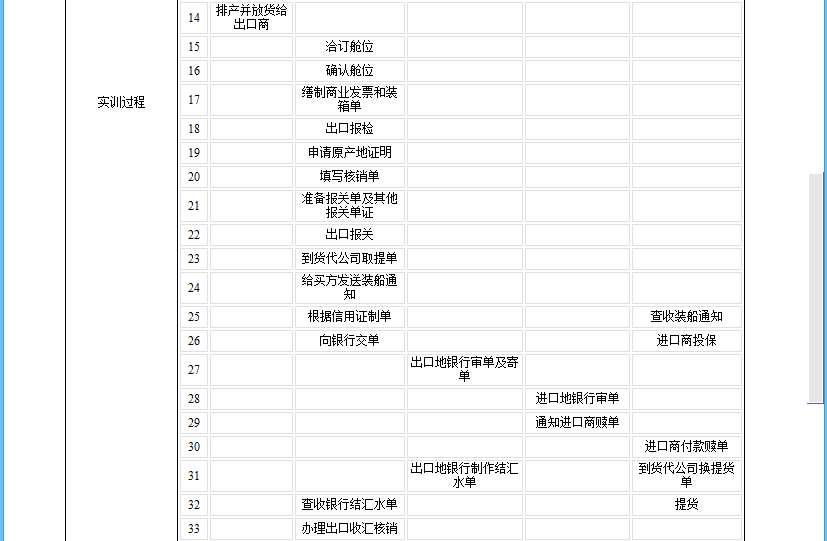 14
排产并放货给
出口商
15
洽订舱位
16
确认舱位
实训过程
17
缮制商业发票和装
箱单
18
出口报检
19
申请原产地证明
20
填写核销单
21
准备报关单及其他
报关单证
22
出口报关
23
到货代公司取提单
24
给买方发送装船通
知
25
根据信用证制单
查收装船通知
26
向银行交单
进口商投保
27
出口地银行审单及寄
单
28
进口地银行审单
29
通知进口商赎单
30
进口商付款赎单
31
出口地银行制作结汇
水单
到货代公司换提货
单
32
查收银行结汇水单
提货
33
办理出口收汇核销